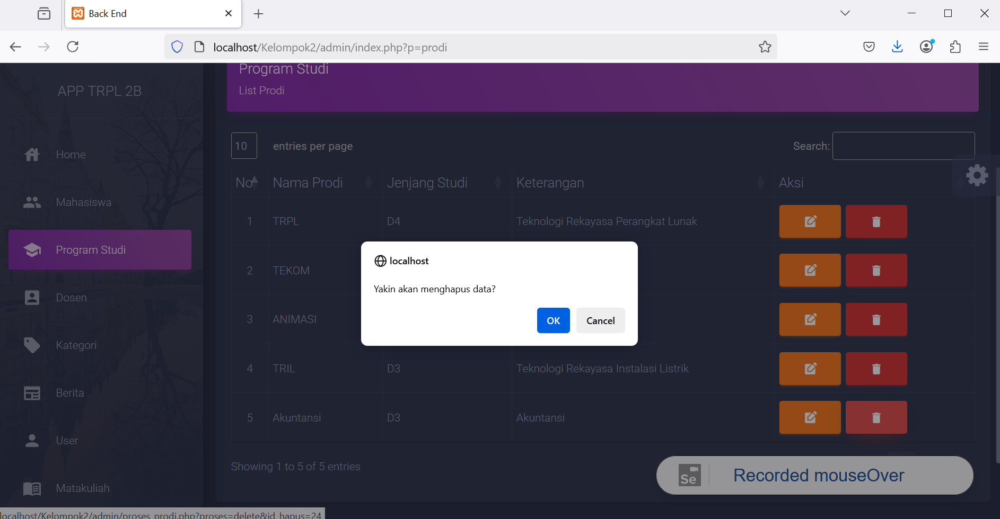 Back End
localhost/Kelompok2/admin/index.php?p=prodi
APP TRPL 2B
Home
Mahasiswa
Program Studi
Dosen
Kategori
Berita
User
Matakuliah
Program Studi
List Prodi
10 entries per page
Search:
No Nama Prodi Jenjang Studi Keterangan Aksi
1 TRPL D4 Teknologi Rekayasa Perangkat Lunak
2 TEKOM
3 ANIMASI
4 TRIL D3 Teknologi Rekayasa Instalasi Listrik
5 Akuntansi D3 Akuntansi
Showing 1 to 5 of 5 entries
localhost
Yakin akan menghapus data?
OK Cancel
Se Recorded mouseOver
localhost/Kelompok2/admin/proses_prodi.php?proses=delete&id_hapus=24